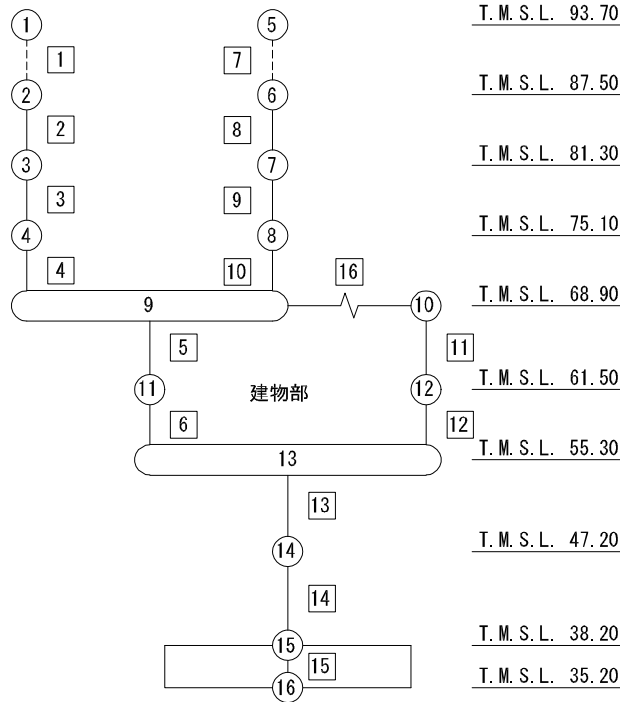 1 5 T.M.S.L. 93.70
1 7
2 6 T.M.S.L. 87.50
2 8
3 7 T.M.S.L. 81.30
3 9
4 8 T.M.S.L. 75.10
4 10 16
9 10 T.M.S.L. 68.90
5 11
11 建物部 12 T.M.S.L. 61.50
6 12
13 T.M.S.L. 55.30
13
14 T.M.S.L. 47.20
14
15 T.M.S.L. 38.20
15
16 T.M.S.L. 35.20